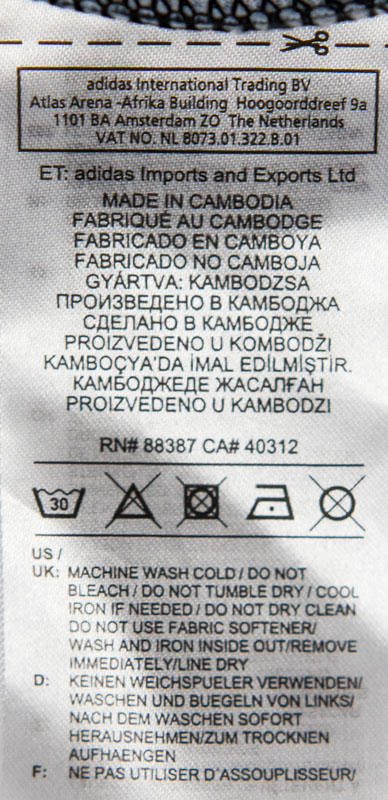 adidas International Trading BV
Atlas Arena -Afrika Building Hoogoorddreef 9a
1101 BA Amsterdam ZO The Netherlands
VAT NO. NL 8073.01.322.B.01
ET: adidas Imports and Exports Ltd
MADE IN CAMBODIA
FABRIQUÉ AU CAMBODGE
FABRICADO EN CAMBOYA
FABRICADO NO CAMBOJA
GYÁRTVA: KAMBODZSA
ПРОИЗВЕДЕНО В КАМБОДЖА
СДЕЛАНО В КАМБОДЖЕ
PROIZVEDENO U KOMBODŽI
KAMBOÇYA'DA İMAL EDİLMİŞTİR.
КАМБОДЖЕДЕ ЖАСАЛҒАН
PROIZVEDENO U KAMBODZI
RN# 88387 CA# 40312
30
US /
UK: MACHINE WASH COLD / DO NOT
BLEACH / DO NOT TUMBLE DRY / COOL
IRON IF NEEDED / DO NOT DRY CLEAN
DO NOT USE FABRIC SOFTENER/
WASH AND IRON INSIDE OUT/REMOVE
IMMEDIATELY/LINE DRY
D: KEINEN WEICHSPUELER VERWENDEN/
WASCHEN UND BUEGELN VON LINKS/
NACH DEM WASCHEN SOFORT
HERAUSNEHMEN/ZUM TROCKNEN
AUFHAENGEN
F: NE PAS UTILISER D'ASSOUPLISSEUR/